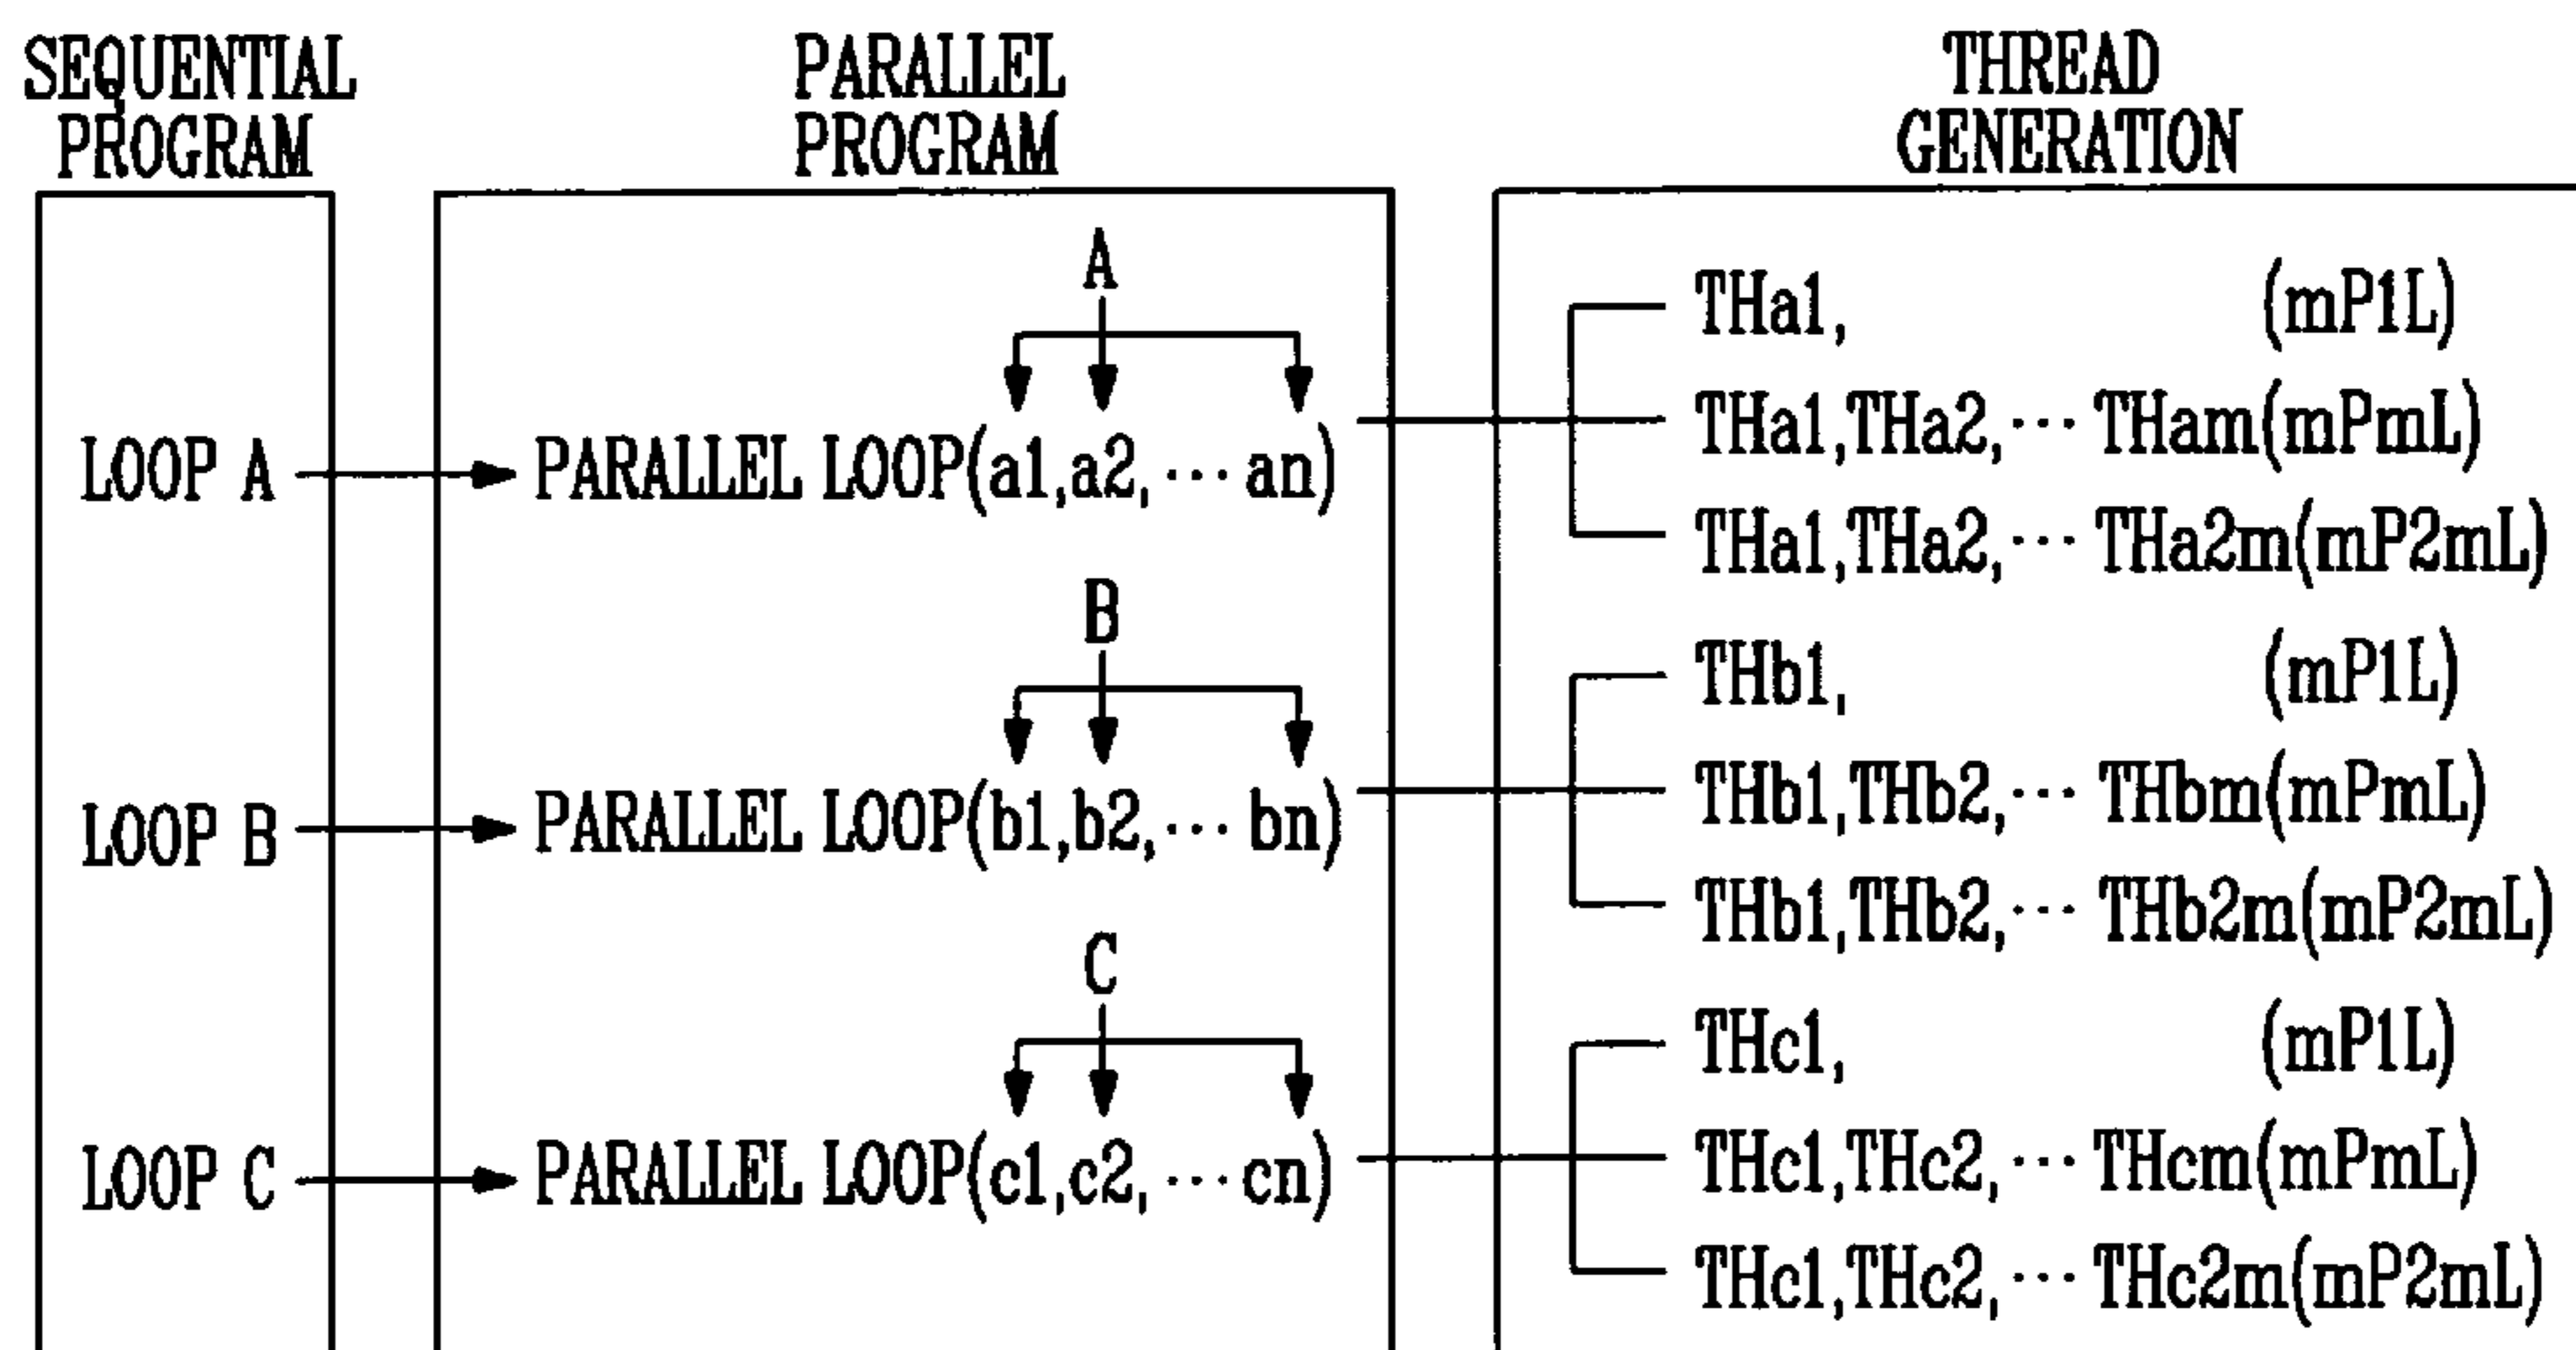 SEQUENTIAL
PROGRAM
PARALLEL
PROGRAM
THREAD
GENERATION
LOOP A
A
PARALLEL LOOP(a1,a2, ··· an)
THa1, (mP1L)
THa1,THa2, ··· THam(mPmL)
THa1,THa2, ··· THa2m(mP2mL)
LOOP B
B
PARALLEL LOOP(b1,b2, ··· bn)
THb1, (mP1L)
THb1,THb2, ··· THbm(mPmL)
THb1,THb2, ··· THb2m(mP2mL)
LOOP C
C
PARALLEL LOOP(c1,c2, ··· cn)
THc1, (mP1L)
THc1,THc2, ··· THcm(mPmL)
THc1,THc2, ··· THc2m(mP2mL)